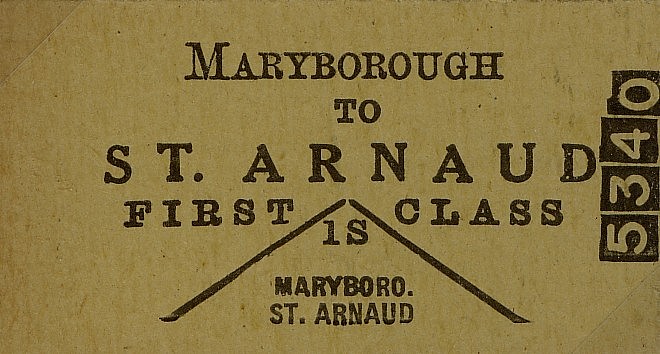 MARYBOROUGH
TO
ST. ARNAUD
FIRST CLASS
1S
MARYBORO.
ST. ARNAUD
5340